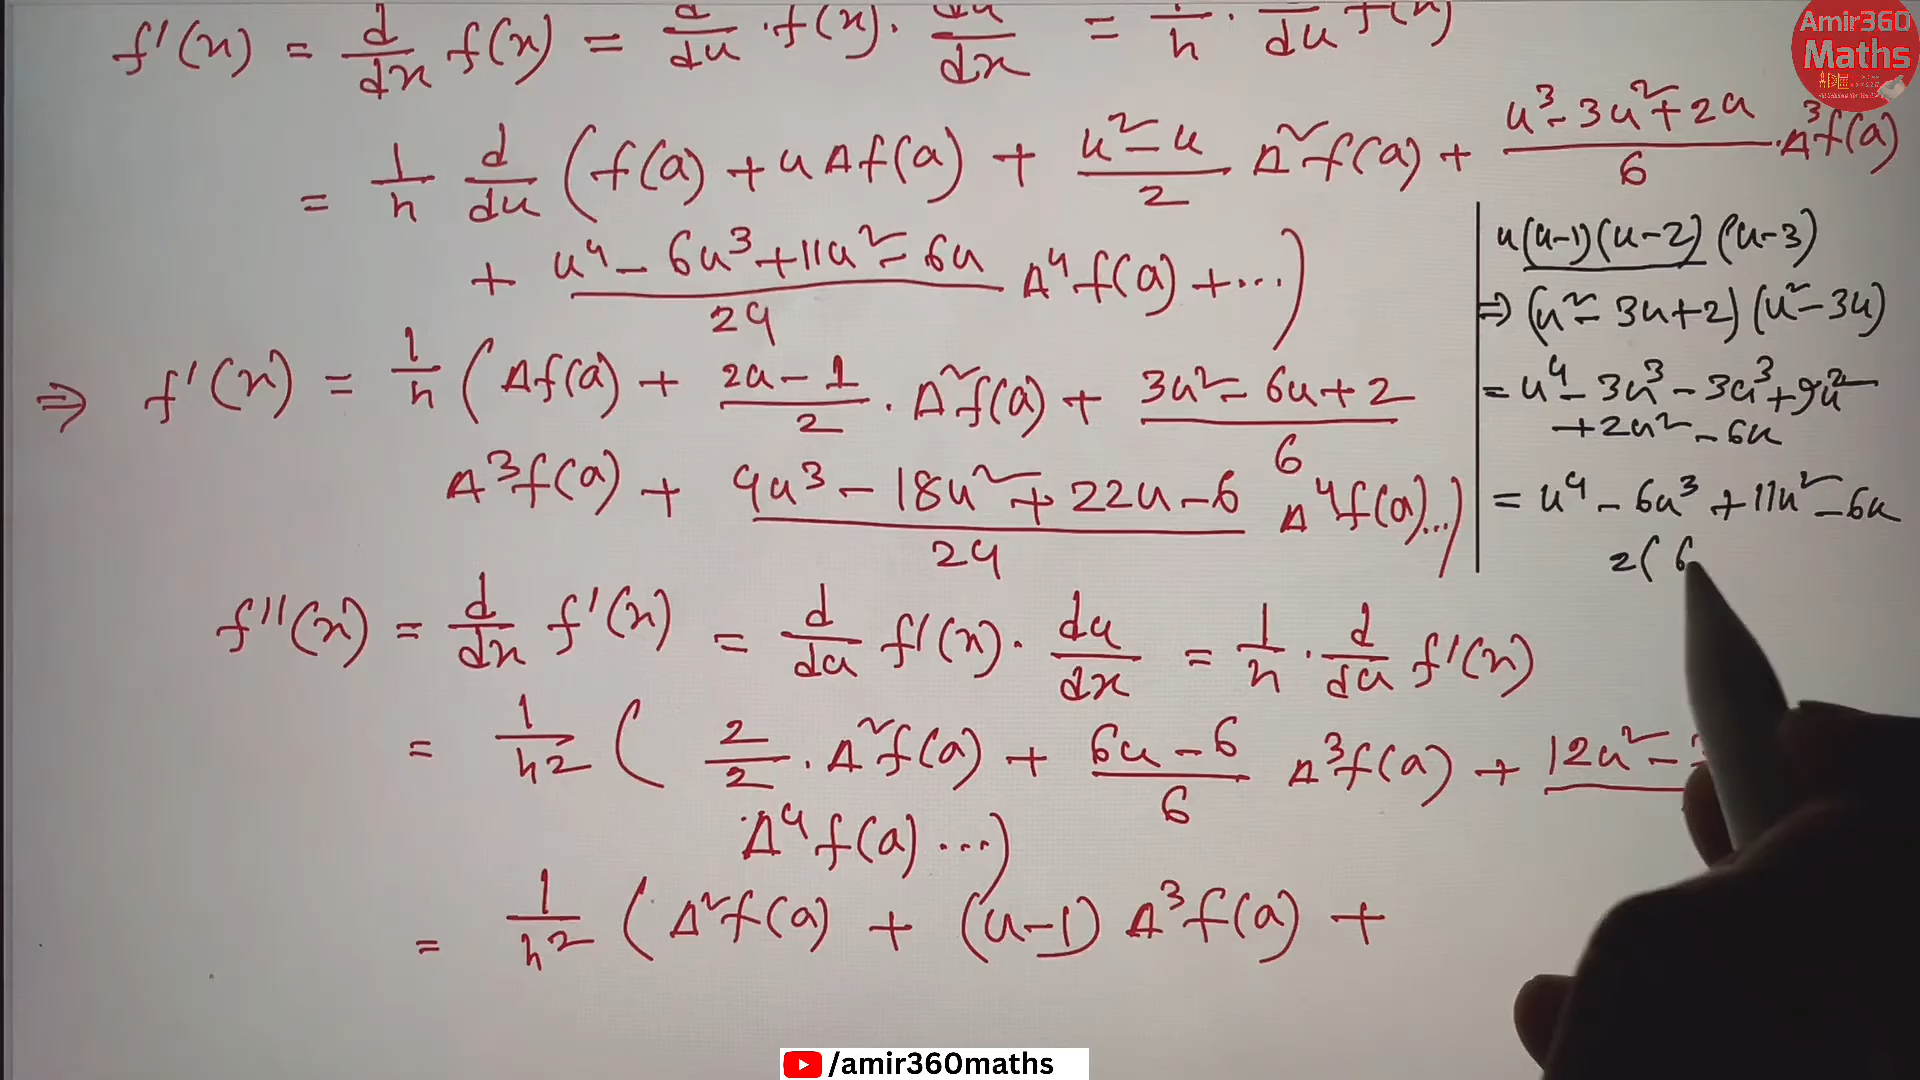 f'(x) = d/dx f(x) = d/du · f(x) · du/dx = 1/h · d/du f(x)
= 1/h d/du (f(a) + uΔf(a) + (u² - u)/2 Δ²f(a) + (u³ - 3u² + 2u)/6 · Δ³f(a)
+ (u⁴ - 6u³ + 11u² - 6u)/24 Δ⁴f(a) + ...)
⇒ f'(x) = 1/h (Δf(a) + (2u - 1)/2 · Δ²f(a) + (3u² - 6u + 2)/6
Δ³f(a) + (4u³ - 18u² + 22u - 6)/24 Δ⁴f(a)...)
f''(x) = d/dx f'(x) = d/du f'(x) · du/dx = 1/h · d/du f'(x)
= 1/h² ( 2/2 · Δ²f(a) + (6u - 6)/6 Δ³f(a) + 12u² -
Δ⁴f(a) ...)
= 1/h² (Δ²f(a) + (u-1) Δ³f(a) +
u(u-1)(u-2)(u-3)
⇒ (u² - 3u + 2)(u² - 3u)
= u⁴ - 3u³ - 3u³ + 9u²
+ 2u² - 6u
= u⁴ - 6u³ + 11u² - 6u
2( 6
Amir360
Maths
/amir360maths